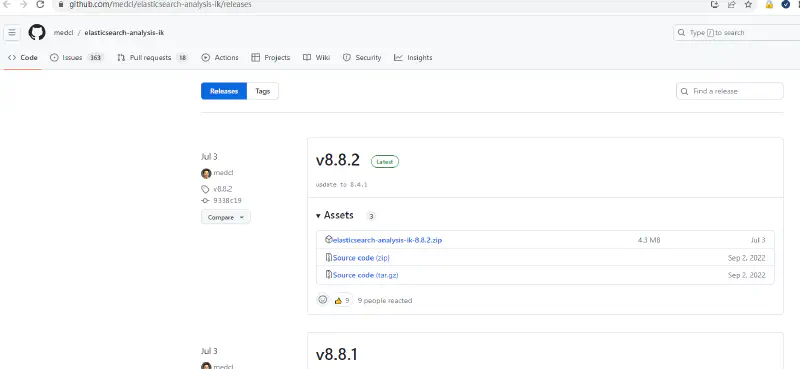 github.com/medcl/elasticsearch-analysis-ik/releases
medcl / elasticsearch-analysis-ik
Type / to search
Code Issues 363 Pull requests 18 Actions Projects Wiki Security Insights
Releases Tags
Find a release
Jul 3
medcl
v8.8.2
9338c19
Compare
v8.8.2 Latest
update to 8.4.1
Assets 3
elasticsearch-analysis-ik-8.8.2.zip 4.3 MB Jul 3
Source code (zip) Sep 2, 2022
Source code (tar.gz) Sep 2, 2022
9 9 people reacted
Jul 3
medcl
v8.8.1